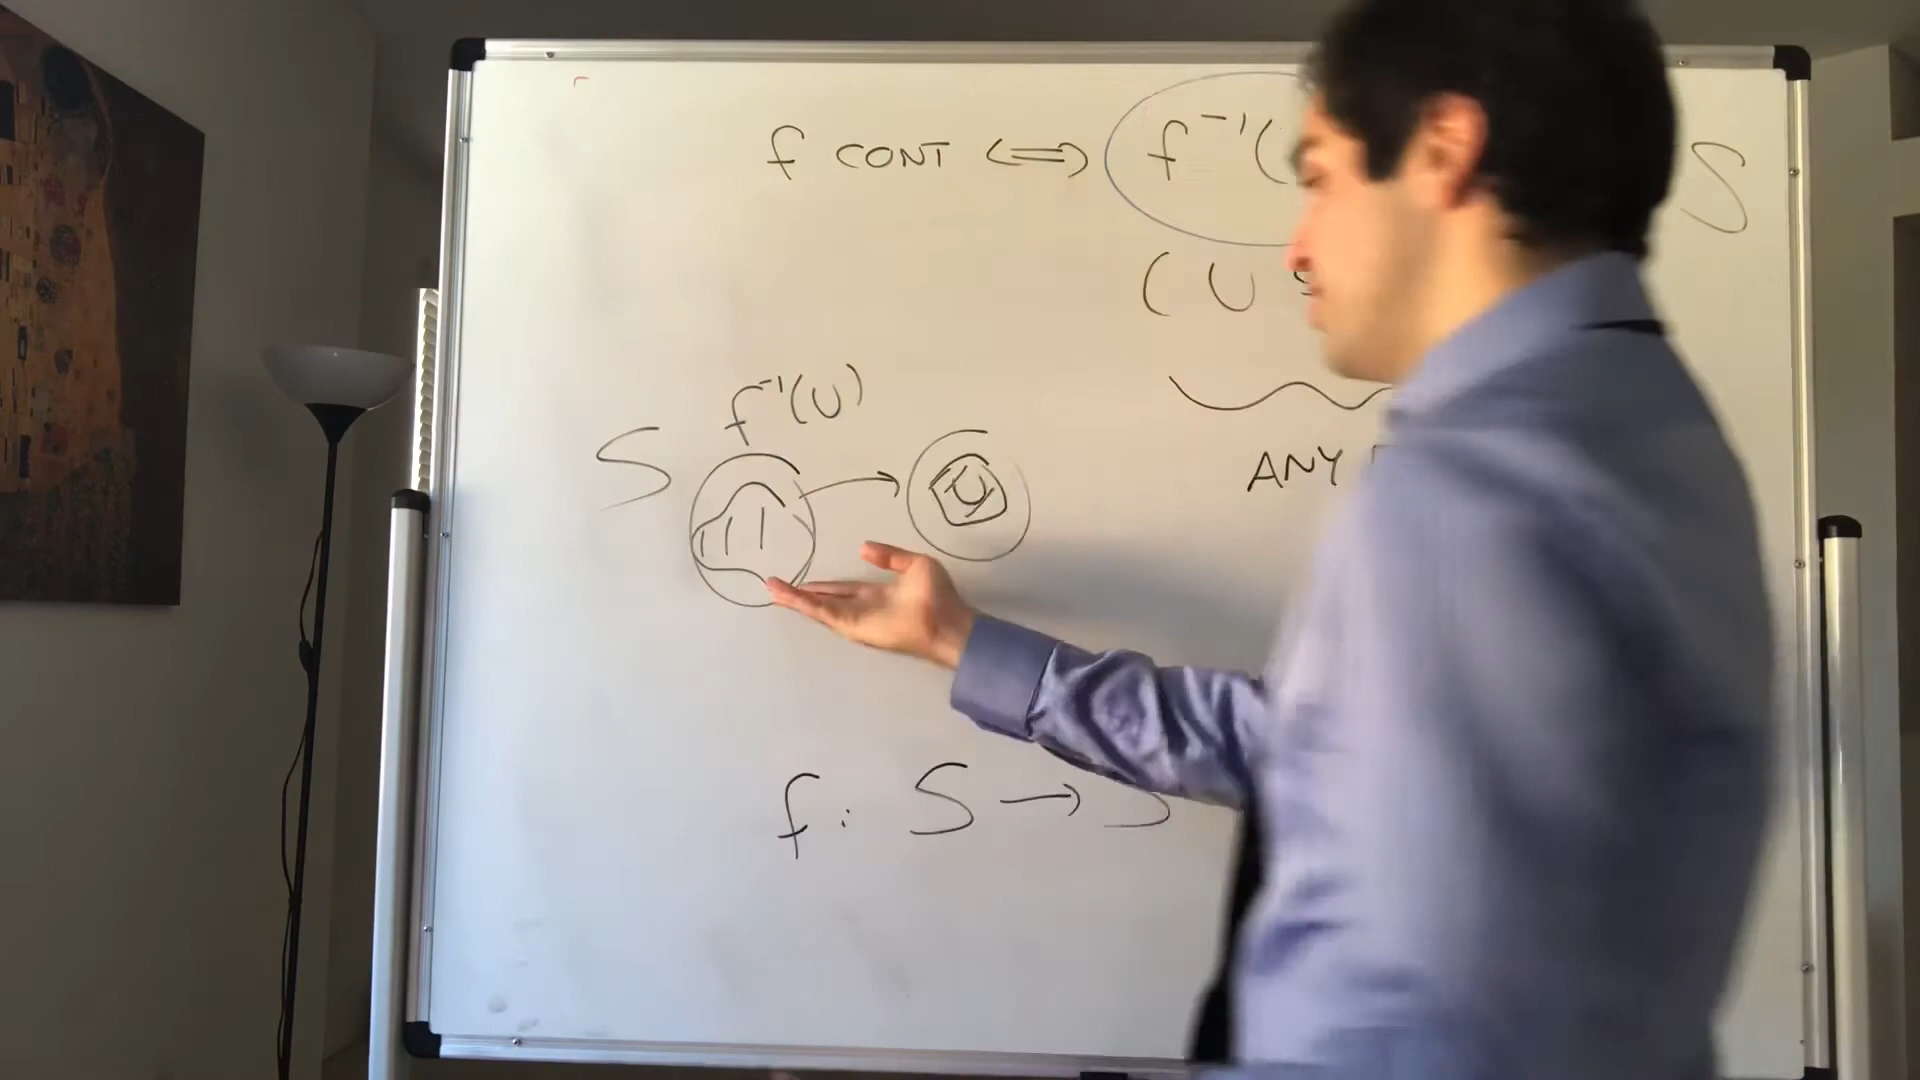 f CONT <=> f⁻¹( S
( U
f⁻¹(U)
S U
ANY
f: S → S